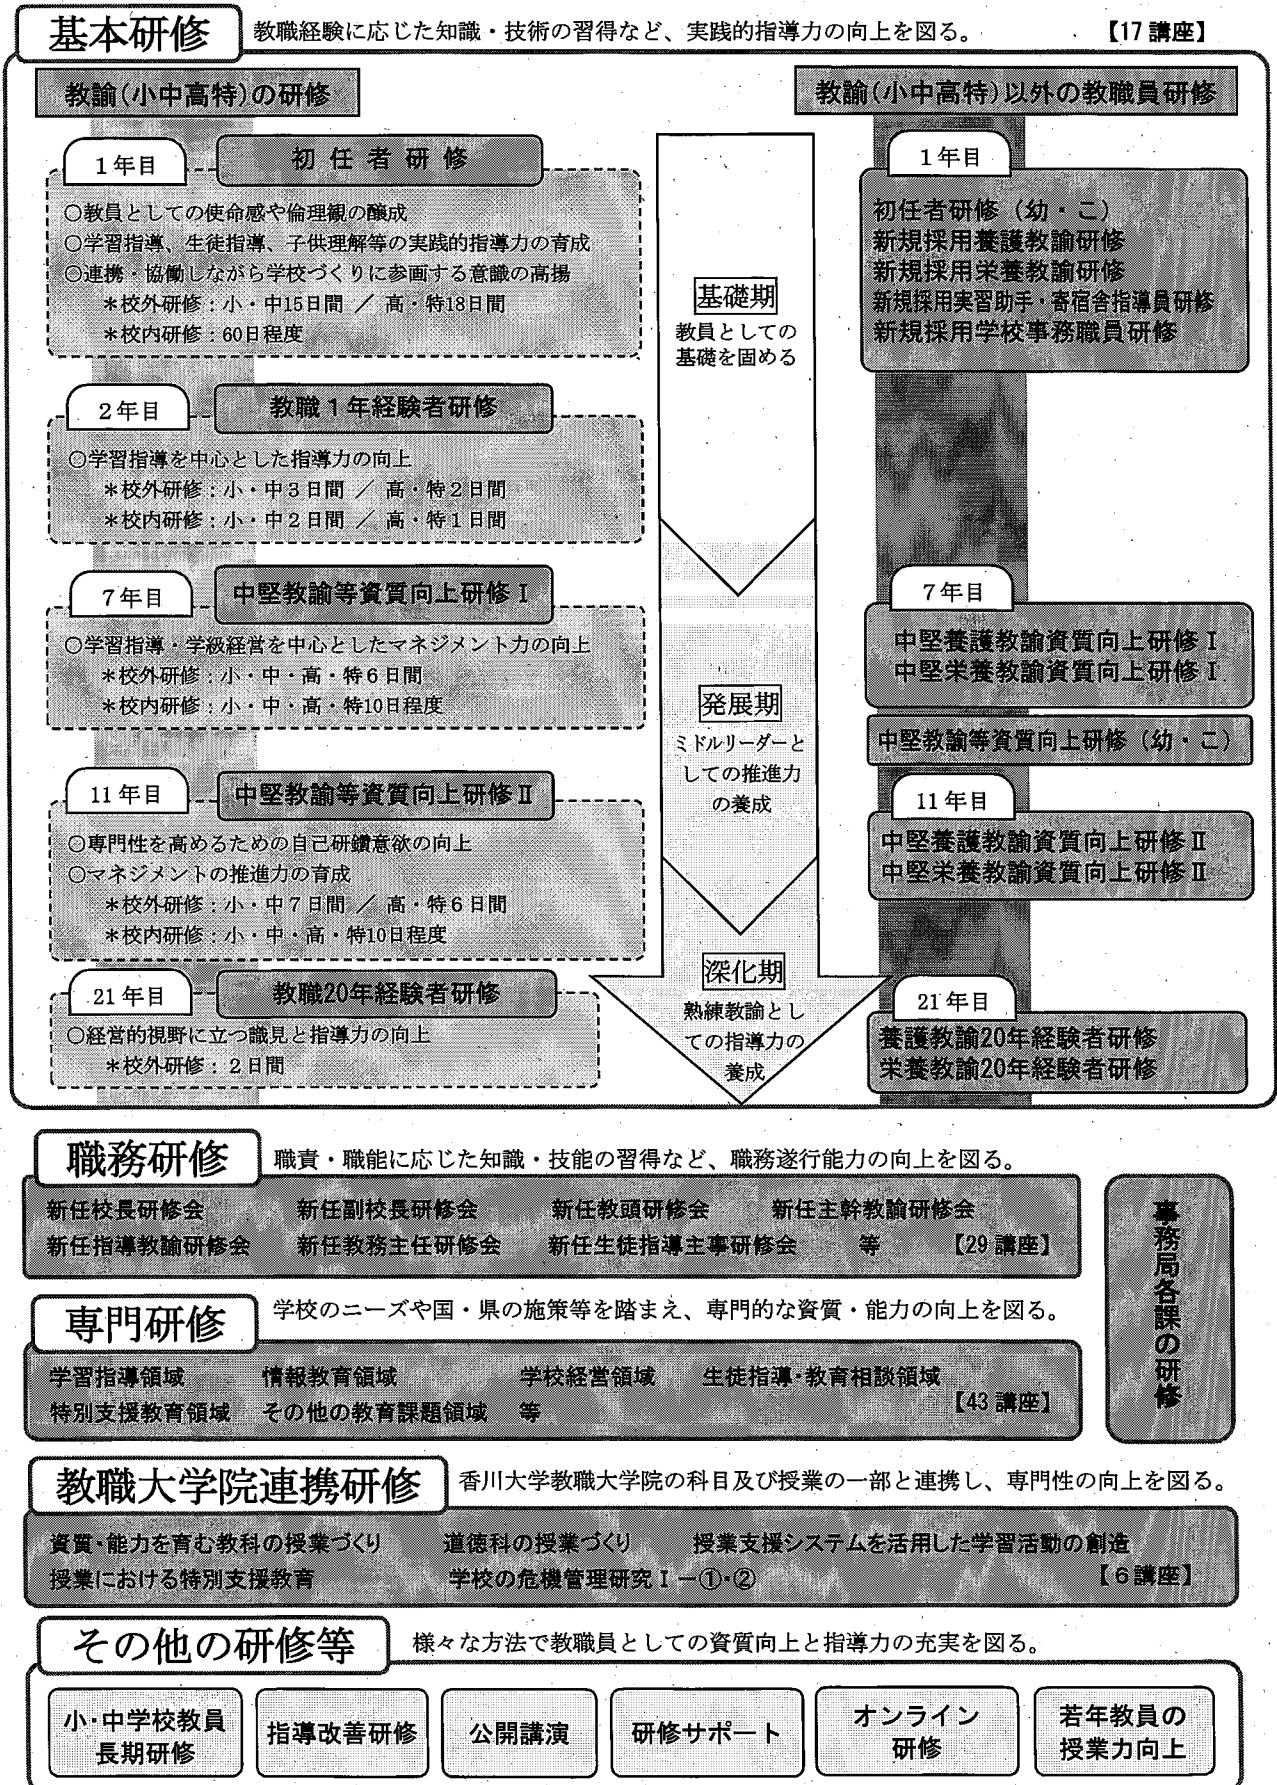 基本研修
教職経験に応じた知識・技術の習得など、実践的指導力の向上を図る。
【17 講座】
教諭(小中高特)の研修
1年目
初任者研修
○教員としての使命感や倫理観の醸成
○学習指導、生徒指導、子供理解等の実践的指導力の育成
○連携・協働しながら学校づくりに参画する意識の高揚
＊校外研修：小・中15日間 ／ 高・特18日間
＊校内研修：60日程度
2年目
教職1年経験者研修
○学習指導を中心とした指導力の向上
＊校外研修：小・中3日間 ／ 高・特2日間
＊校内研修：小・中2日間 ／ 高・特1日間
7年目
中堅教諭等資質向上研修Ⅰ
○学習指導・学級経営を中心としたマネジメント力の向上
＊校外研修：小・中・高・特6日間
＊校内研修：小・中・高・特10日程度
11年目
中堅教諭等資質向上研修Ⅱ
○専門性を高めるための自己研鑽意欲の向上
○マネジメントの推進力の育成
＊校外研修：小・中7日間 ／ 高・特6日間
＊校内研修：小・中・高・特10日程度
21年目
教職20年経験者研修
○経営的視野に立つ識見と指導力の向上
＊校外研修：2日間
基礎期
教員としての
基礎を固める
発展期
ミドルリーダーと
しての推進力
の養成
深化期
熟練教諭とし
ての指導力の
養成
教諭(小中高特)以外の教職員研修
1年目
初任者研修（幼・こ）
新規採用養護教諭研修
新規採用栄養教諭研修
新規採用実習助手・寄宿舎指導員研修
新規採用学校事務職員研修
7年目
中堅養護教諭資質向上研修Ⅰ
中堅栄養教諭資質向上研修Ⅰ
中堅教諭等資質向上研修（幼・こ）
11年目
中堅養護教諭資質向上研修Ⅱ
中堅栄養教諭資質向上研修Ⅱ
21年目
養護教諭20年経験者研修
栄養教諭20年経験者研修
職務研修
職責・職能に応じた知識・技能の習得など、職務遂行能力の向上を図る。
新任校長研修会 新任副校長研修会 新任教頭研修会 新任主幹教諭研修会
新任指導教諭研修会 新任教務主任研修会 新任生徒指導主事研修会 等 【29 講座】
専門研修
学校のニーズや国・県の施策等を踏まえ、専門的な資質・能力の向上を図る。
学習指導領域 情報教育領域 学校経営領域 生徒指導・教育相談領域
特別支援教育領域 その他の教育課題領域 等 【43 講座】
事務局各課の研修
教職大学院連携研修
香川大学教職大学院の科目及び授業の一部と連携し、専門性の向上を図る。
資質・能力を育む教科の授業づくり 道徳科の授業づくり 授業支援システムを活用した学習活動の創造
授業における特別支援教育 学校の危機管理研究Ⅰ－①・② 【6講座】
その他の研修等
様々な方法で教職員としての資質向上と指導力の充実を図る。
小・中学校教員
長期研修
指導改善研修
公開講演
研修サポート
オンライン
研修
若年教員の
授業力向上